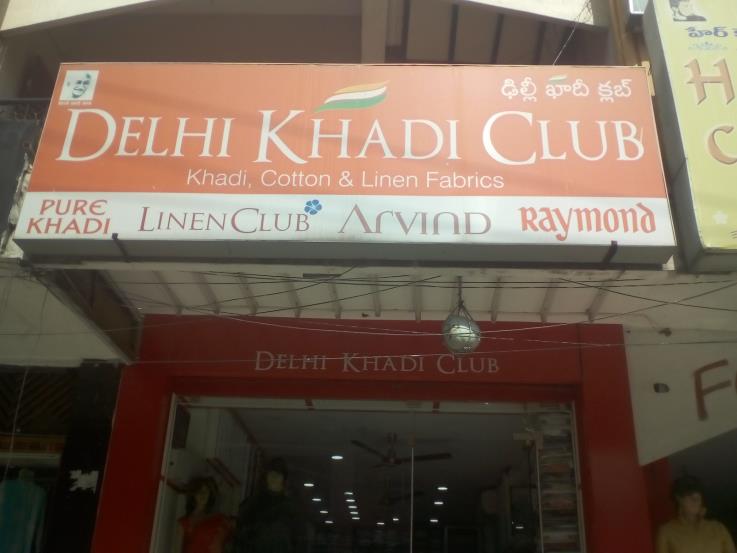 ఢిల్లీ ఖాదీ క్లబ్
DELHI KHADI CLUB
Khadi, Cotton & Linen Fabrics
PURE KHADI
LINEN CLUB
ARVIND
Raymond
DELHI KHADI CLUB
హేర్
H
C
F